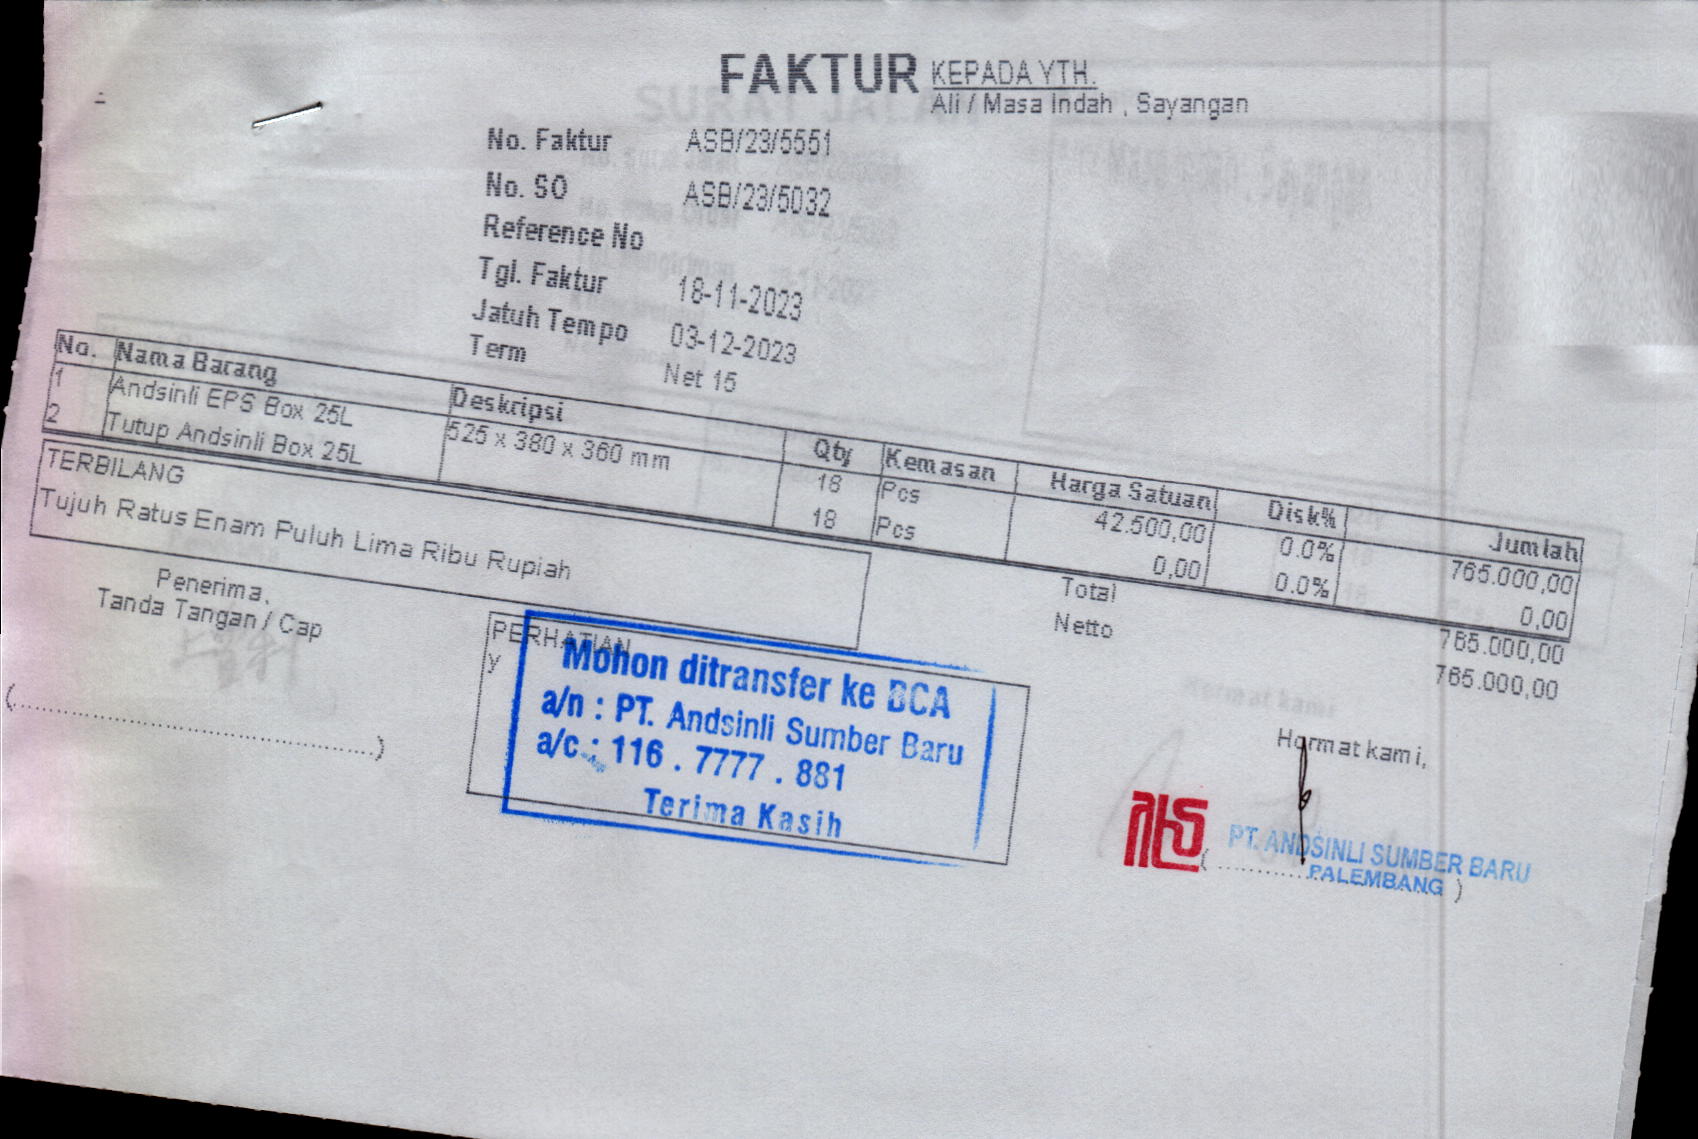 FAKTUR
KEPADA YTH.
Ali / Masa Indah , Sayangan
No. Faktur ASB/23/5551
No. SO ASB/23/5032
Reference No
Tgl. Faktur 18-11-2023
Jatuh Tempo 03-12-2023
Term Net 15
No. Nama Barang Deskripsi Qty Kemasan Harga Satuan Disk% Jumlah
1 Andsinli EPS Box 25L 525 x 380 x 360 mm 18 Pcs 42.500,00 0.0% 765.000,00
2 Tutup Andsinli Box 25L 18 Pcs 0,00 0.0% 0,00
TERBILANG
Tujuh Ratus Enam Puluh Lima Ribu Rupiah
Total 765.000,00
Netto 765.000,00
Penerima,
Tanda Tangan / Cap
(....................................................)
PERHATIAN
y
Mohon ditransfer ke BCA
a/n : PT. Andsinli Sumber Baru
a/c : 116 . 7777 . 881
Terima Kasih
Hormat kami,
PT. ANDSINLI SUMBER BARU
PALEMBANG